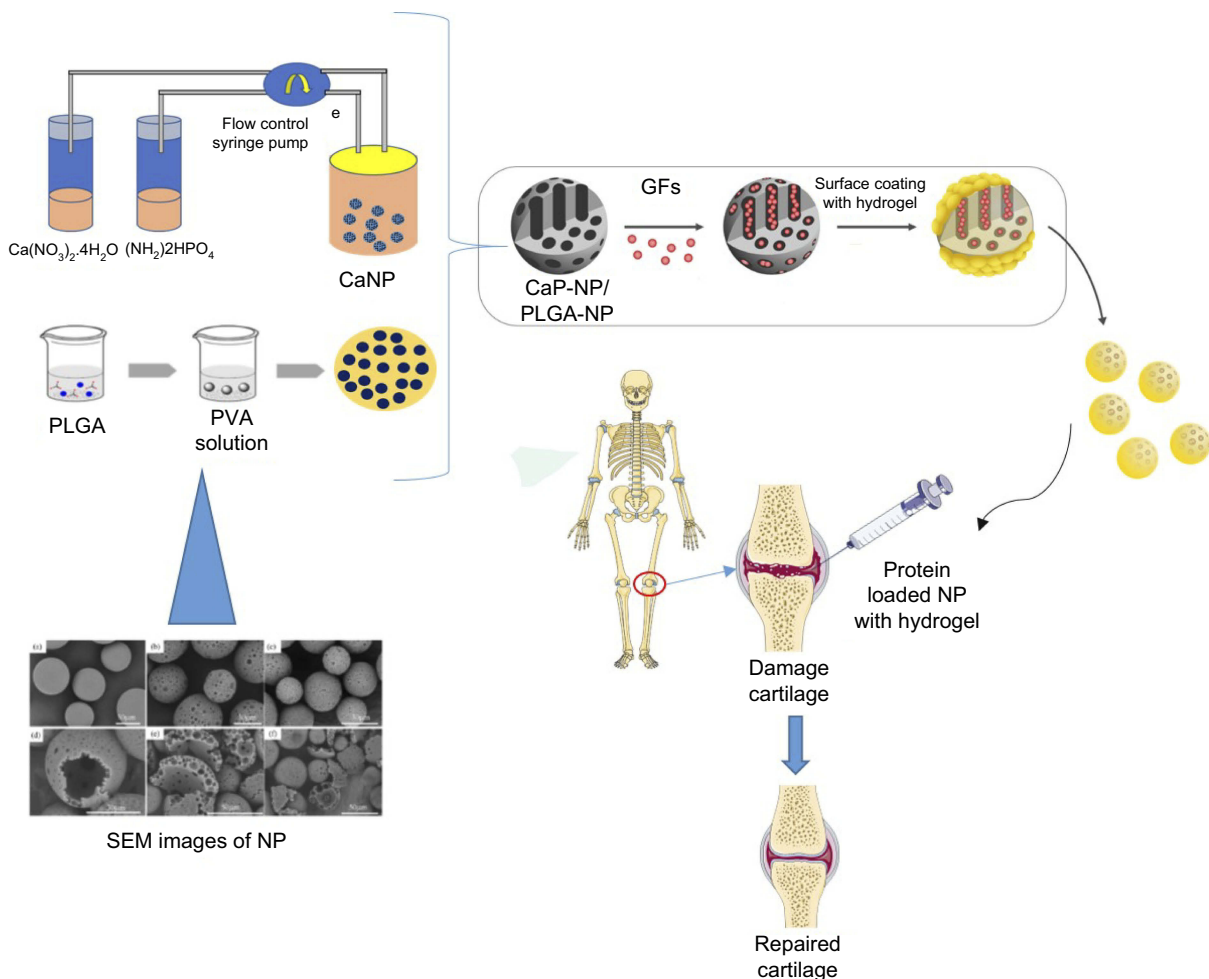 e
Flow control
syringe pump
Ca(NO3)2.4H2O
(NH2)2HPO4
CaNP
GFs
Surface coating
with hydrogel
CaP-NP/
PLGA-NP
PLGA
PVA
solution
Protein
loaded NP
with hydrogel
Damage
cartilage
(a)
(b)
(c)
(d)
(e)
(f)
SEM images of NP
Repaired
cartilage